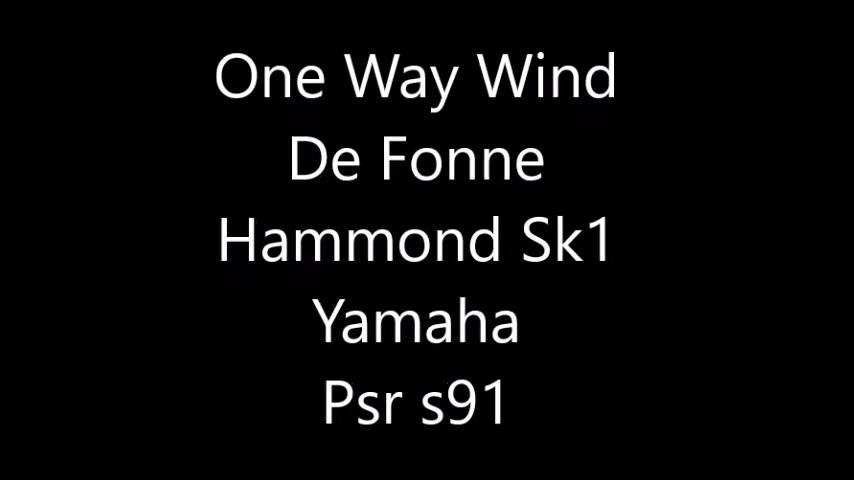 One Way Wind
De Fonne
Hammond Sk1
Yamaha
Psr s91